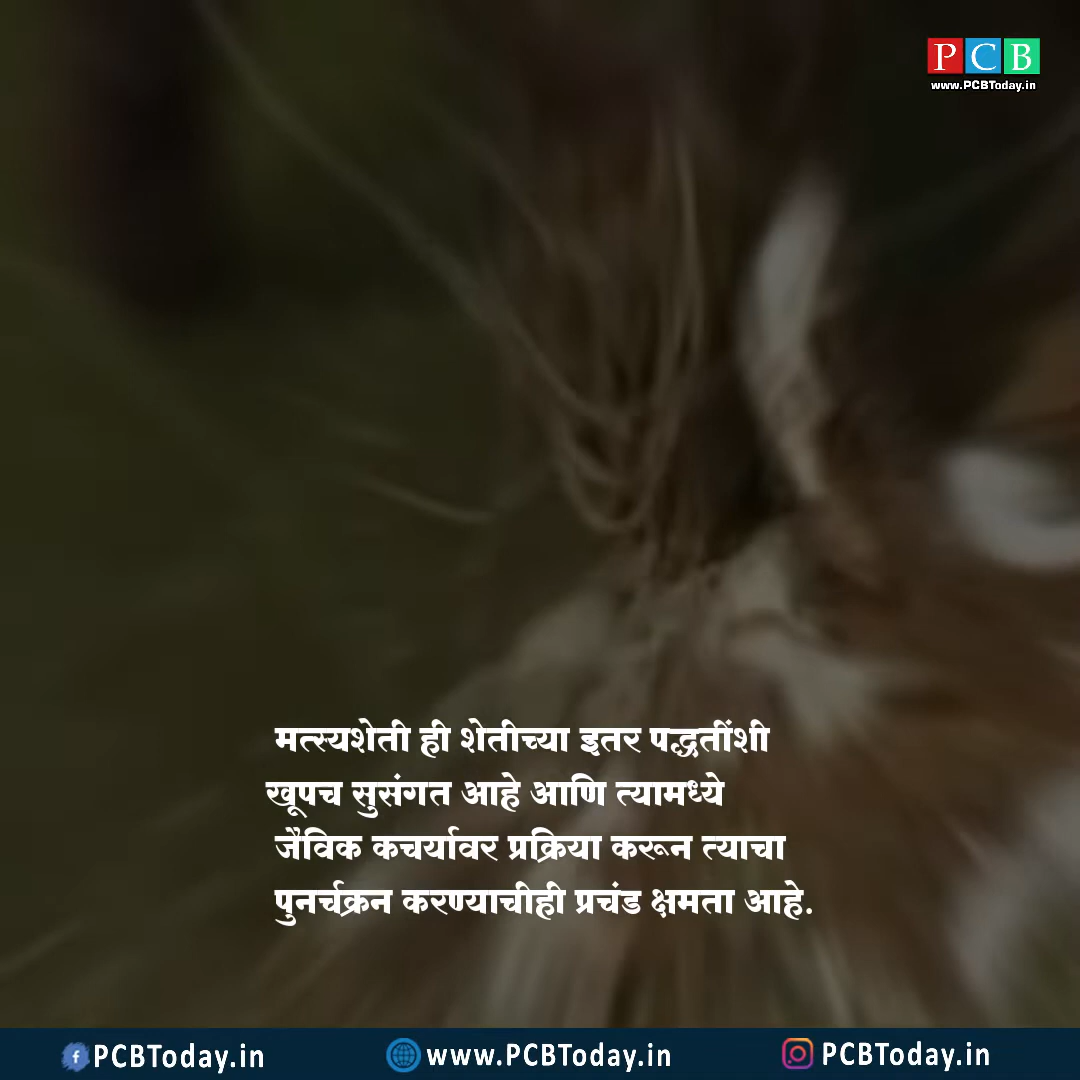 PCB
www.PCBToday.in
मत्स्यशेती ही शेतीच्या इतर पद्धतींशी
खूपच सुसंगत आहे आणि त्यामध्ये
जैविक कचर्यावर प्रक्रिया करून त्याचा
पुनर्चक्रन करण्याचीही प्रचंड क्षमता आहे.
PCBToday.in www.PCBToday.in PCBToday.in